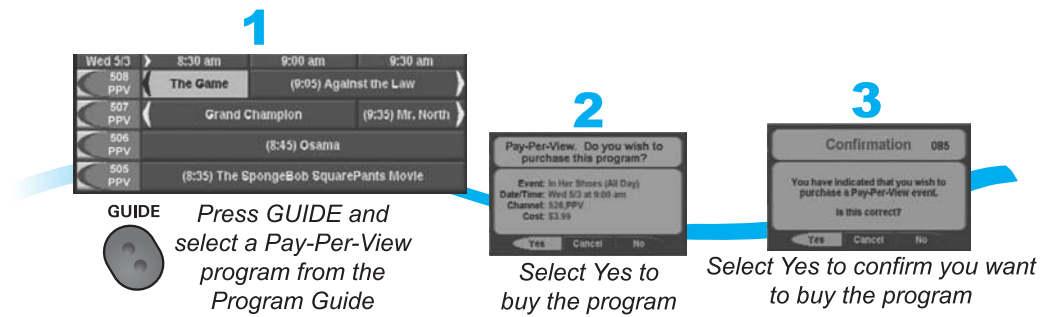 1
Wed 5/3 8:30 am 9:00 am 9:30 am
508 PPV The Game (9:05) Against the Law
507 PPV Grand Champion (9:35) Mr. North
506 PPV (8:45) Osama
505 PPV (8:35) The SpongeBob SquarePants Movie
GUIDE
Press GUIDE and
select a Pay-Per-View
program from the
Program Guide
2
Pay-Per-View. Do you wish to
purchase this program?
Event: In Her Shoes (All Day)
Date/Time: Wed 5/3 at 9:00 am
Channel: 526,PPV
Cost: $3.99
Yes Cancel No
Select Yes to
buy the program
3
Confirmation 085
You have indicated that you wish to
purchase a Pay-Per-View event.
Is this correct?
Yes Cancel No
Select Yes to confirm you want
to buy the program